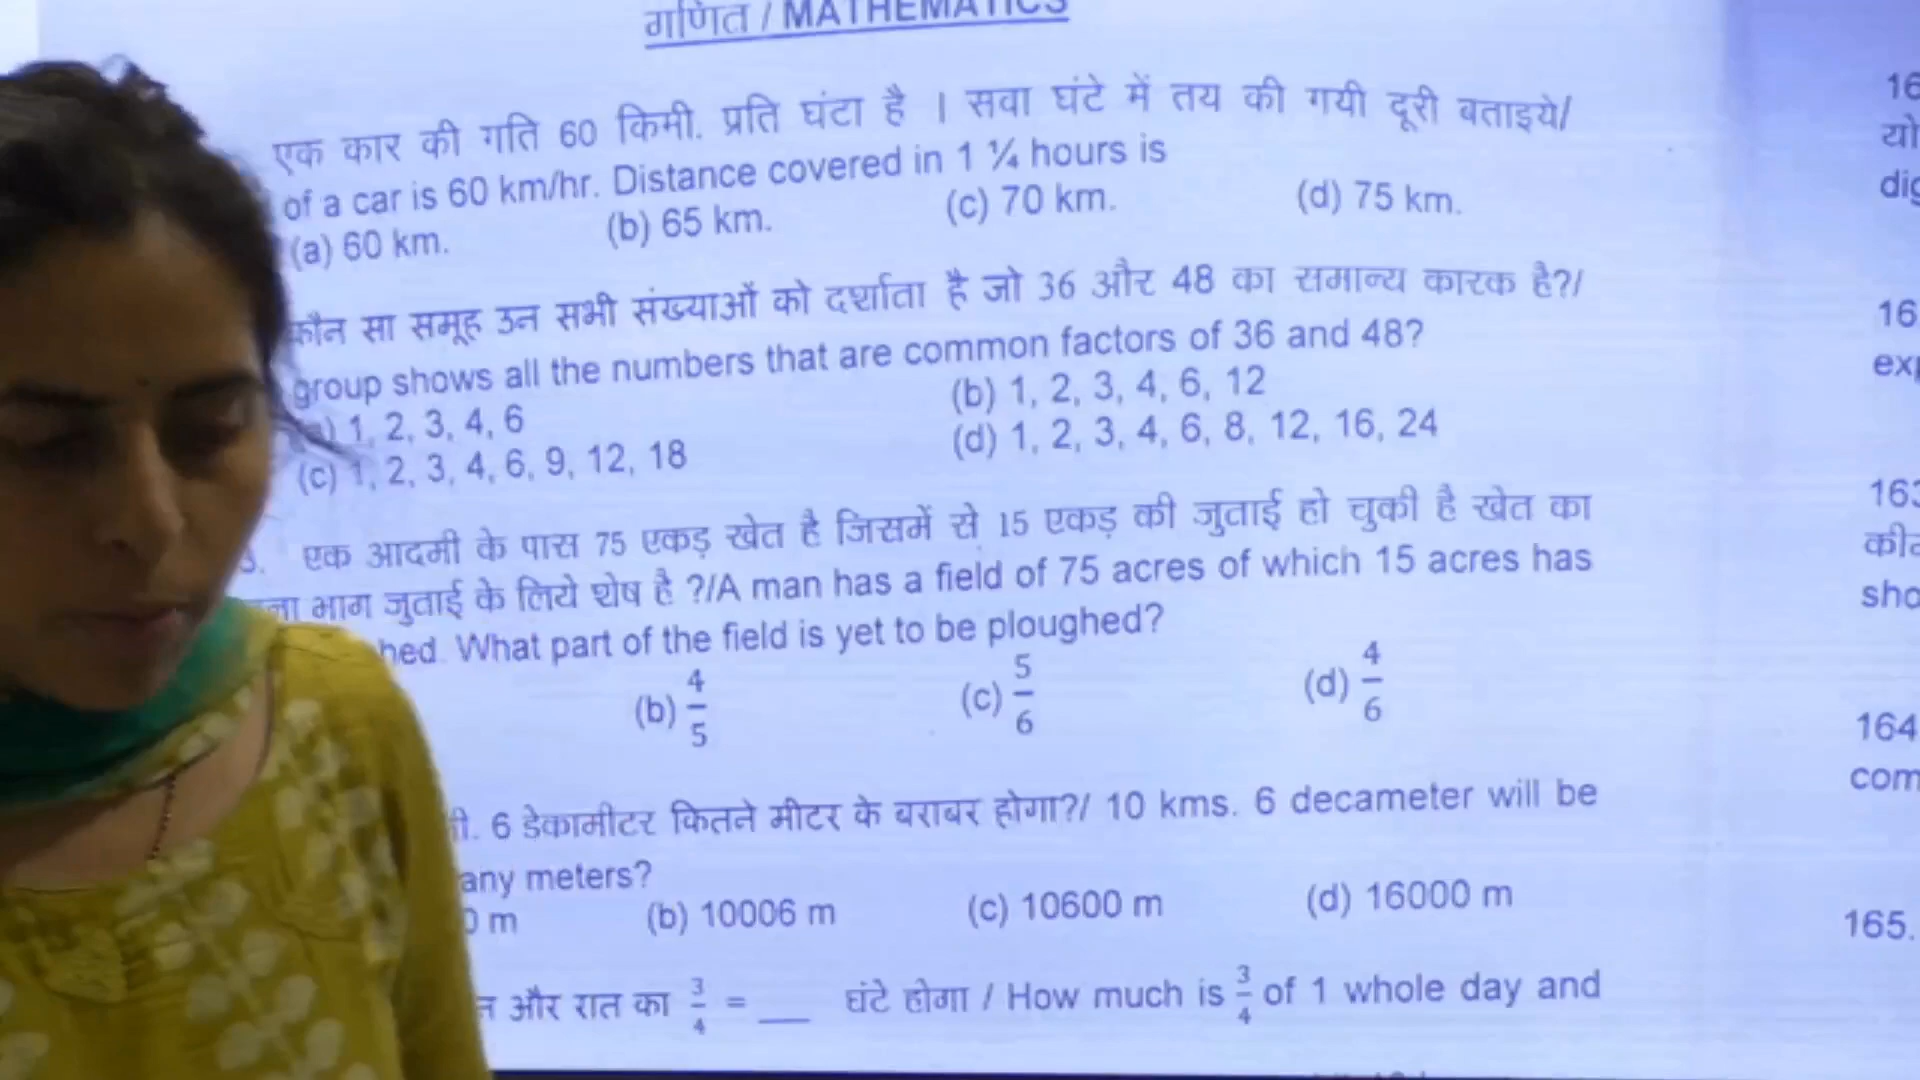 गणित / MATHEMATICS
एक कार की गति 60 किमी. प्रति घंटा है । सवा घंटे में तय की गयी दूरी बताइये/
of a car is 60 km/hr. Distance covered in 1 ¼ hours is
(a) 60 km. (b) 65 km. (c) 70 km. (d) 75 km.
कौन सा समूह उन सभी संख्याओं को दर्शाता है जो 36 और 48 का समान्य कारक है?/
group shows all the numbers that are common factors of 36 and 48?
1, 2, 3, 4, 6 (b) 1, 2, 3, 4, 6, 12
(c) 1, 2, 3, 4, 6, 9, 12, 18 (d) 1, 2, 3, 4, 6, 8, 12, 16, 24
एक आदमी के पास 75 एकड़ खेत है जिसमें से 15 एकड़ की जुताई हो चुकी है खेत का
भाग जुताई के लिये शेष है ?/A man has a field of 75 acres of which 15 acres has
hed. What part of the field is yet to be ploughed?
(b) 4/5 (c) 5/6 (d) 4/6
6 डेकामीटर कितने मीटर के बराबर होगा?/ 10 kms. 6 decameter will be
any meters?
0 m (b) 10006 m (c) 10600 m (d) 16000 m
और रात का 3/4 = ___ घंटे होगा / How much is 3/4 of 1 whole day and
16
यो
dig
16
exp
163
की
sho
164
com
165.